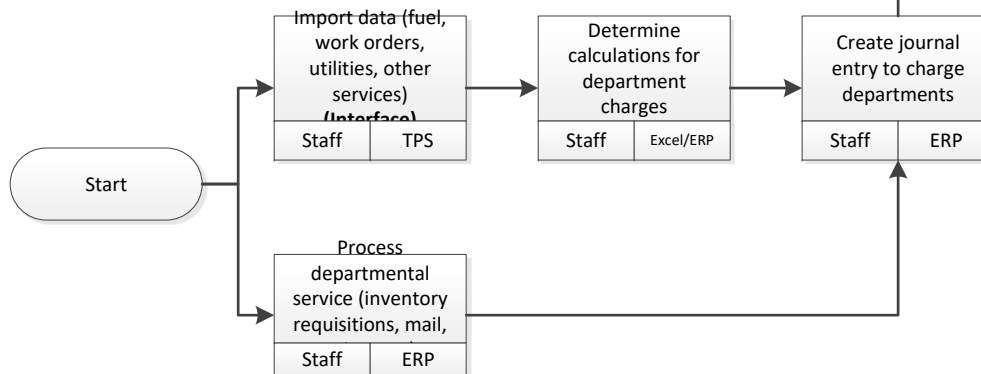 Import data (fuel,
work orders,
utilities, other
services)
(Interface)
Staff
TPS
Determine
calculations for
department
charges
Staff
Excel/ERP
Create journal
entry to charge
departments
Staff
ERP
Start
Process
departmental
service (inventory
requisitions, mail,
Staff
ERP